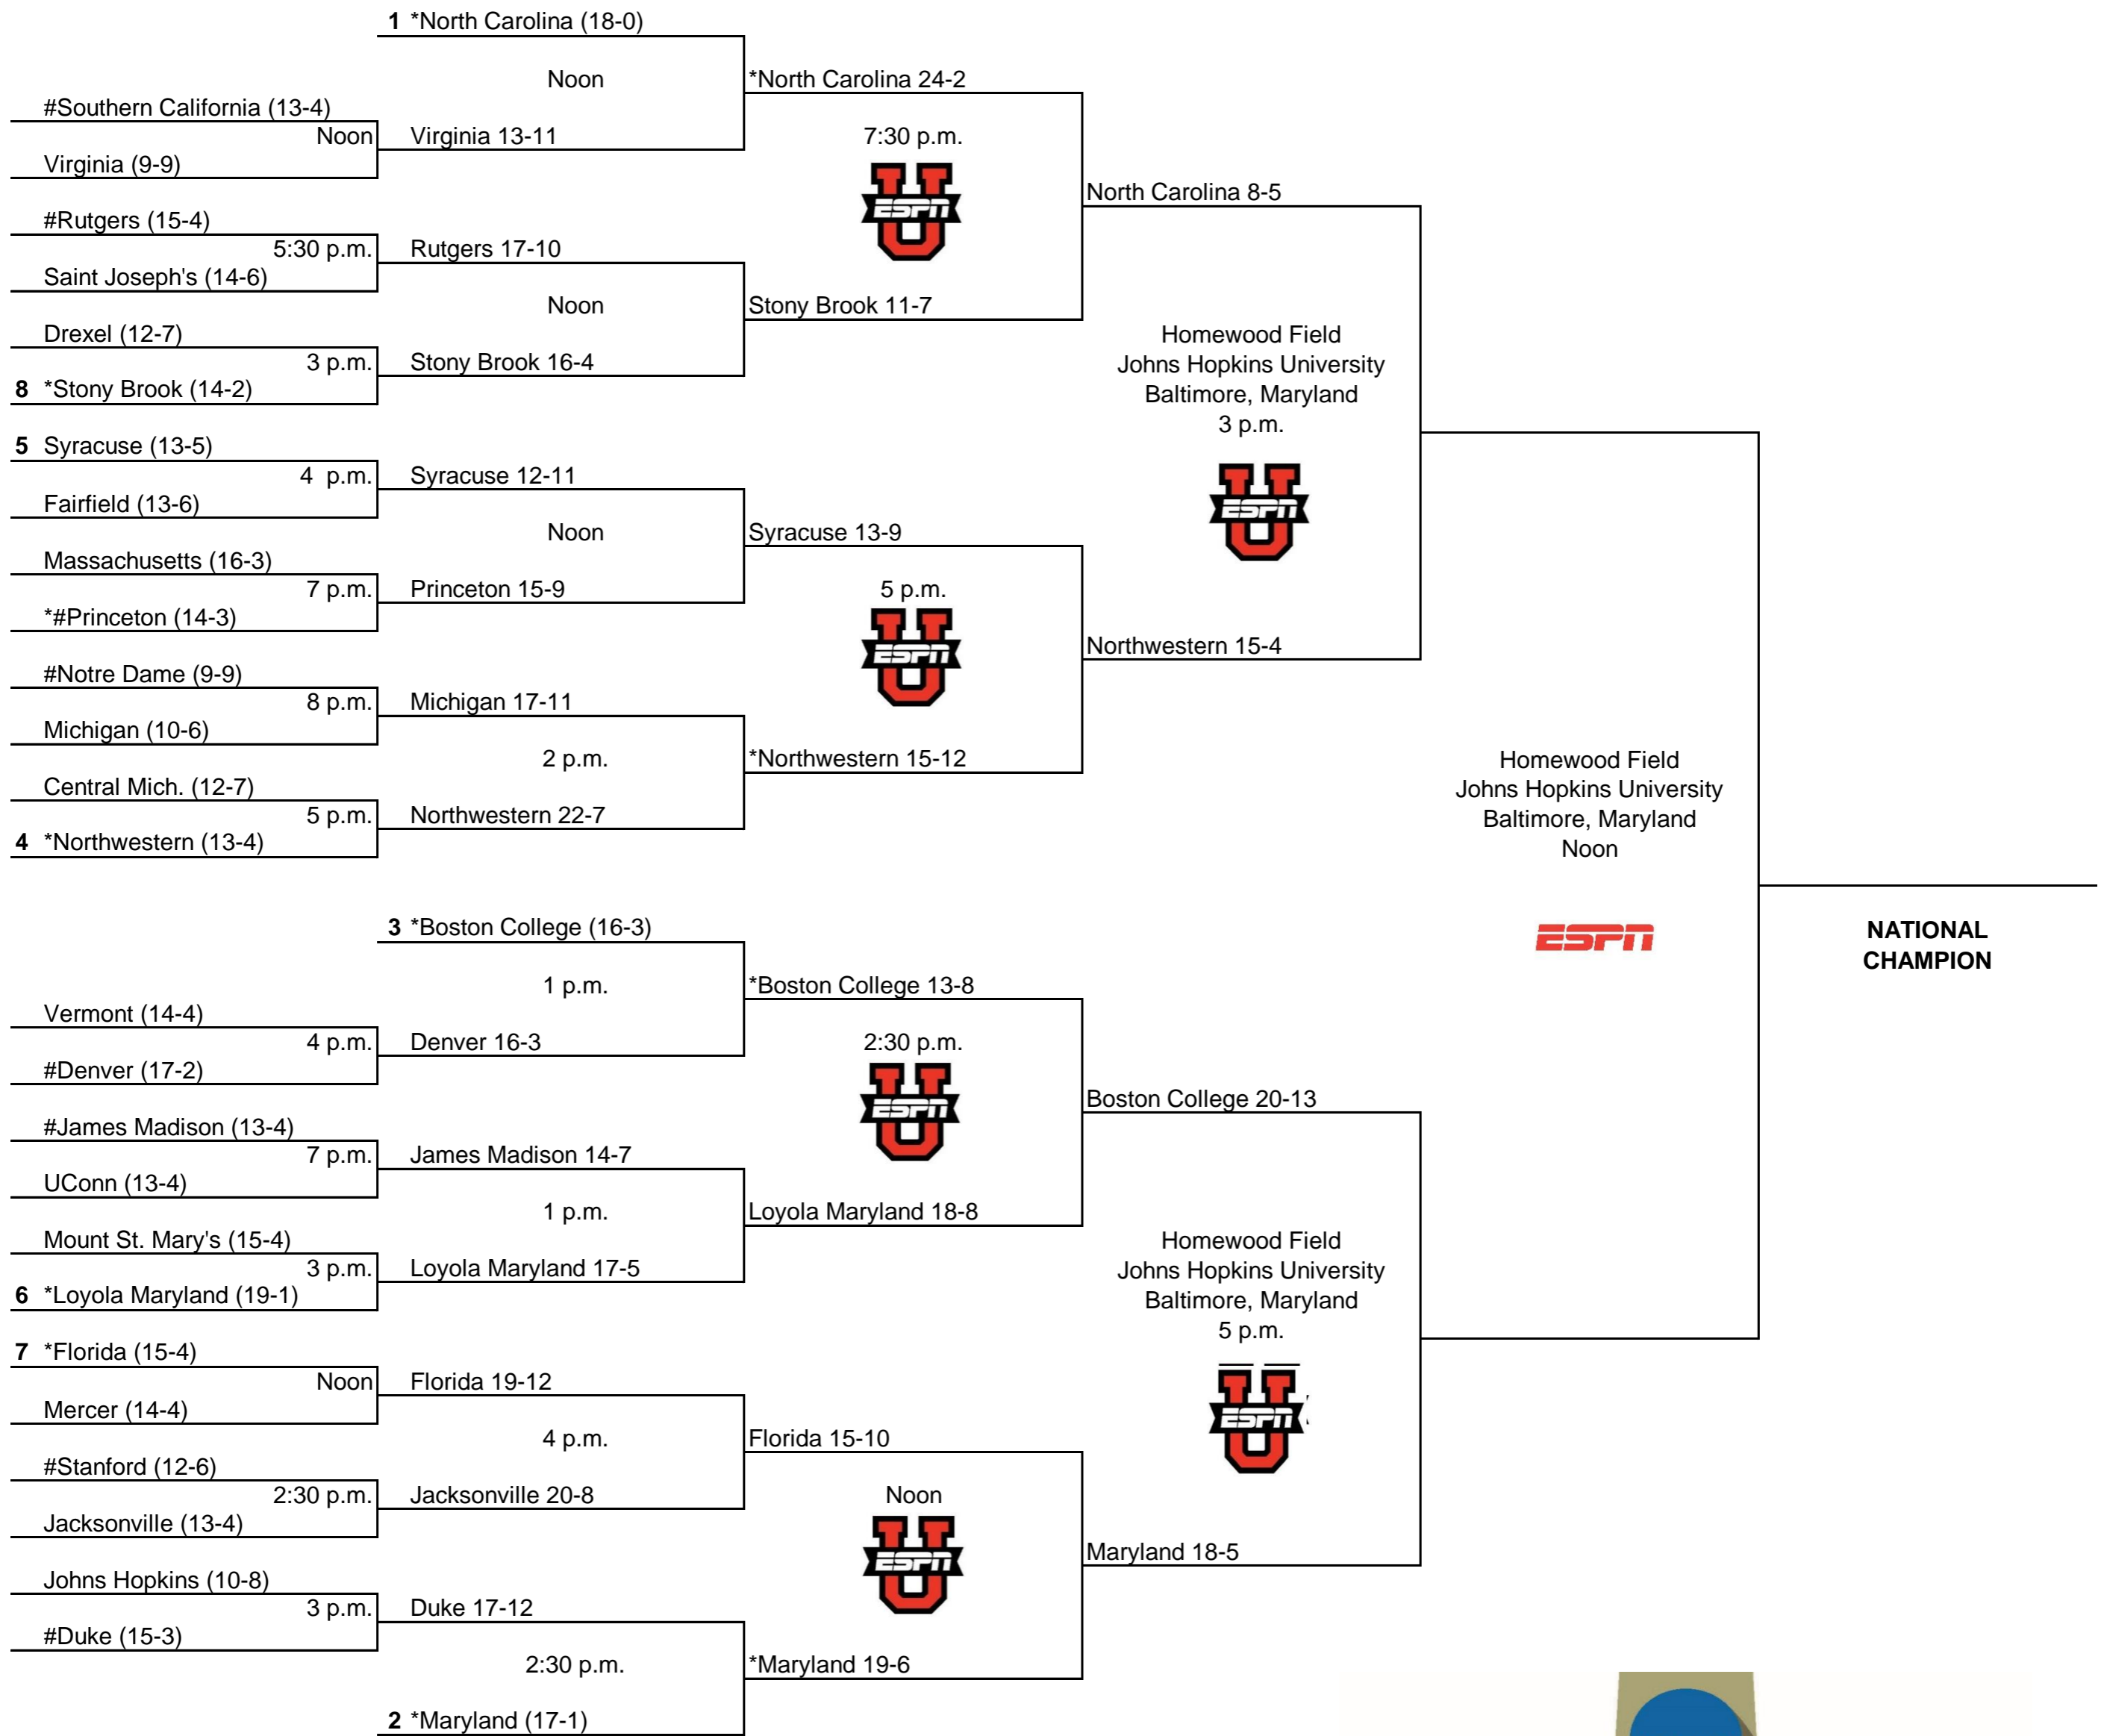 1 *North Carolina (18-0)
Noon
*North Carolina 24-2
#Southern California (13-4)
Noon
Virginia 13-11
7:30 p.m.
Virginia (9-9)
ESPN
U
North Carolina 8-5
#Rutgers (15-4)
5:30 p.m.
Rutgers 17-10
Saint Joseph's (14-6)
Noon
Stony Brook 11-7
Drexel (12-7)
3 p.m.
Stony Brook 16-4
8 *Stony Brook (14-2)
Homewood Field
Johns Hopkins University
Baltimore, Maryland
3 p.m.
ESPN
U
5 Syracuse (13-5)
4 p.m.
Syracuse 12-11
Fairfield (13-6)
Noon
Syracuse 13-9
Massachusetts (16-3)
7 p.m.
Princeton 15-9
5 p.m.
*#Princeton (14-3)
ESPN
U
Northwestern 15-4
#Notre Dame (9-9)
8 p.m.
Michigan 17-11
Michigan (10-6)
2 p.m.
*Northwestern 15-12
Central Mich. (12-7)
5 p.m.
Northwestern 22-7
4 *Northwestern (13-4)
Homewood Field
Johns Hopkins University
Baltimore, Maryland
Noon
ESPN
NATIONAL
CHAMPION
3 *Boston College (16-3)
1 p.m.
*Boston College 13-8
Vermont (14-4)
4 p.m.
Denver 16-3
2:30 p.m.
#Denver (17-2)
ESPN
U
Boston College 20-13
#James Madison (13-4)
7 p.m.
James Madison 14-7
UConn (13-4)
1 p.m.
Loyola Maryland 18-8
Mount St. Mary's (15-4)
3 p.m.
Loyola Maryland 17-5
6 *Loyola Maryland (19-1)
Homewood Field
Johns Hopkins University
Baltimore, Maryland
5 p.m.
ESPN
U
7 *Florida (15-4)
Noon
Florida 19-12
Mercer (14-4)
4 p.m.
Florida 15-10
#Stanford (12-6)
2:30 p.m.
Jacksonville 20-8
Noon
Jacksonville (13-4)
ESPN
U
Maryland 18-5
Johns Hopkins (10-8)
3 p.m.
Duke 17-12
#Duke (15-3)
2:30 p.m.
*Maryland 19-6
2 *Maryland (17-1)